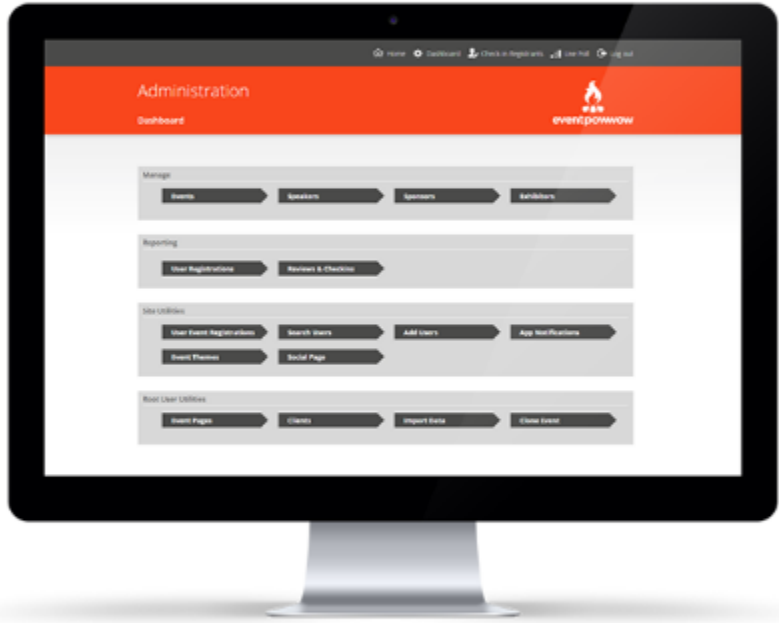 Home Dashboard Check in Registrants Live Poll Log out
Administration
Dashboard
eventpowwow
Manage
Events Speakers Sponsors Exhibitors
Reporting
User Registrations Reviews & Checkins
Site Utilities
User Event Registrations Search Users Add Users App Notifications
Event Themes Social Page
Root User Utilities
Event Pages Clients Import Data Clone Event